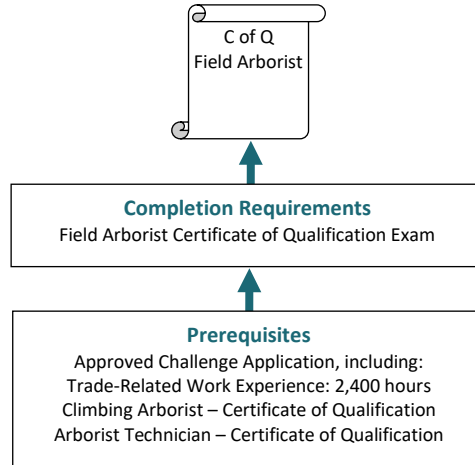 C of Q
Field Arborist
Completion Requirements
Field Arborist Certificate of Qualification Exam
Prerequisites
Approved Challenge Application, including:
Trade-Related Work Experience: 2,400 hours
Climbing Arborist – Certificate of Qualification
Arborist Technician – Certificate of Qualification